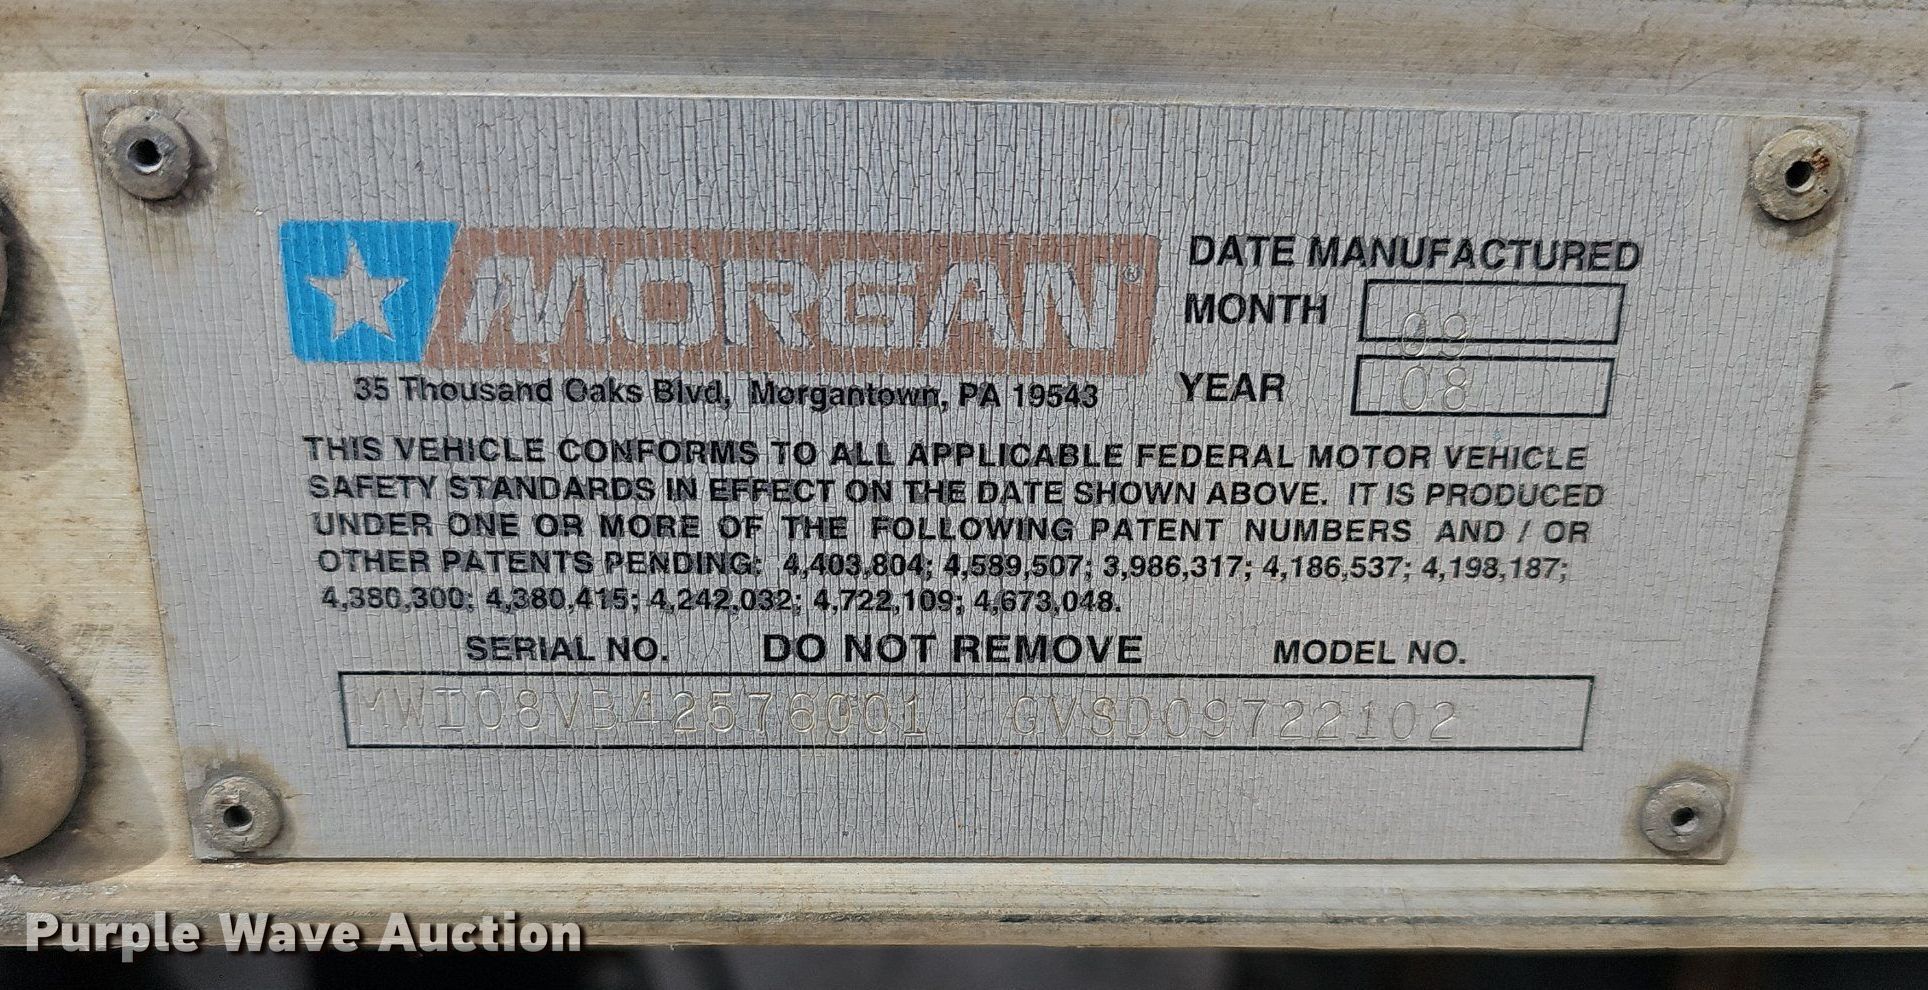 MORGAN®
35 Thousand Oaks Blvd, Morgantown, PA 19543
DATE MANUFACTURED
MONTH 09
YEAR 08
THIS VEHICLE CONFORMS TO ALL APPLICABLE FEDERAL MOTOR VEHICLE
SAFETY STANDARDS IN EFFECT ON THE DATE SHOWN ABOVE. IT IS PRODUCED
UNDER ONE OR MORE OF THE FOLLOWING PATENT NUMBERS AND / OR
OTHER PATENTS PENDING: 4,403,804; 4,589,507; 3,986,317; 4,186,537; 4,198,187;
4,380,300; 4,380,415; 4,242,032; 4,722,109; 4,673,048.
SERIAL NO. DO NOT REMOVE MODEL NO.
MWI08VB42576001 GVSD09722102
Purple Wave Auction